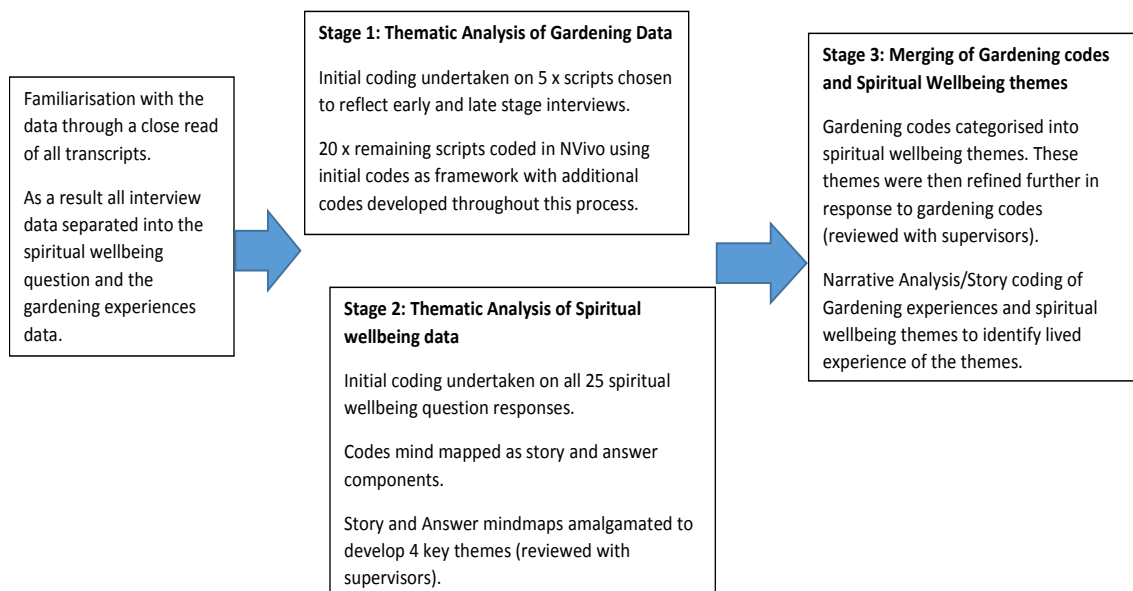 Familiarisation with the
data through a close read
of all transcripts.
As a result all interview
data separated into the
spiritual wellbeing
question and the
gardening experiences
data.
Stage 1: Thematic Analysis of Gardening Data
Initial coding undertaken on 5 x scripts chosen
to reflect early and late stage interviews.
20 x remaining scripts coded in NVivo using
initial codes as framework with additional
codes developed throughout this process.
Stage 2: Thematic Analysis of Spiritual
wellbeing data
Initial coding undertaken on all 25 spiritual
wellbeing question responses.
Codes mind mapped as story and answer
components.
Story and Answer mindmaps amalgamated to
develop 4 key themes (reviewed with
supervisors).
Stage 3: Merging of Gardening codes
and Spiritual Wellbeing themes
Gardening codes categorised into
spiritual wellbeing themes. These
themes were then refined further in
response to gardening codes
(reviewed with supervisors).
Narrative Analysis/Story coding of
Gardening experiences and spiritual
wellbeing themes to identify lived
experience of the themes.